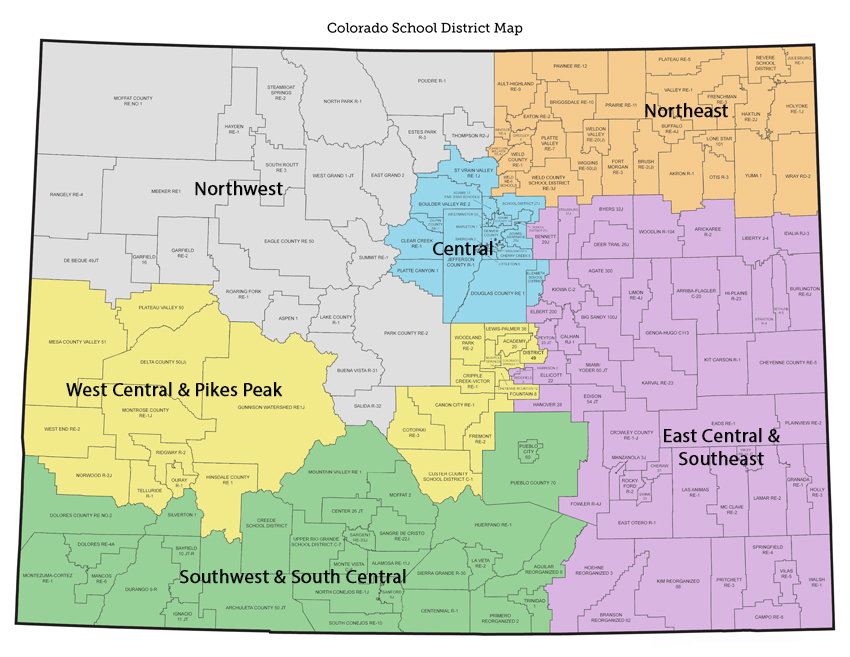 Colorado School District Map
MOFFAT COUNTY
RE NO 1
STEAMBOAT
SPRINGS
RE-2
NORTH PARK R-1
POUDRE R-1
HAYDEN
RE-1
ESTES PARK
R-3
THOMPSON R2-J
SOUTH ROUTT
RE 3
RANGELY RE-4
MEEKER RE1
WEST GRAND 1-JT
EAST GRAND 2
Northwest
EAGLE COUNTY RE 50
DE BEQUE 49JT
GARFIELD
16
GARFIELD
RE-2
SUMMIT RE-1
ROARING FORK
RE-1
ASPEN 1
LAKE COUNTY
R-1
PARK COUNTY RE-2
BUENA VISTA R-31
SALIDA R-32
AULT-HIGHLAND
RE-9
PAWNEE RE-12
PLATEAU RE-5
REVERE
SCHOOL
DISTRICT
JULESBURG
RE-1
BRIGGSDALE RE-10
PRAIRIE RE-11
VALLEY RE-1
FRENCHMAN
RE-3
HAXTUN
RE-2J
HOLYOKE
RE-1J
Northeast
EATON RE-2
BUFFALO
RE-4J
PLATTE
VALLEY
RE-7
WELDON
VALLEY
RE-20(J)
LONE STAR
101
WELD
COUNTY
RE-1
WIGGINS
RE-50(J)
FORT
MORGAN
RE-3
BRUSH
RE-2(J)
AKRON R-1
OTIS R-3
YUMA 1
WRAY RD-2
WELD COUNTY
SCHOOL DISTRICT
RE-3J
ST VRAIN VALLEY
RE 1J
BOULDER VALLEY RE 2
CLEAR CREEK
RE-1
Central
PLATTE CANYON 1
JEFFERSON
COUNTY R-1
DOUGLAS COUNTY RE 1
BENNETT
29J
BYERS 32J
DEER TRAIL 26J
WOODLIN R-104
ARICKAREE
R-2
LIBERTY J-4
IDALIA RJ-3
KIOWA C-2
AGATE 300
LIMON
RE-4J
ARRIBA-FLAGLER
C-20
HI-PLAINS
R-23
BURLINGTON
RE-6J
ELBERT 200
BIG SANDY 100J
CALHAN
RJ-1
GENOA-HUGO C113
KIT CARSON R-1
CHEYENNE COUNTY RE-5
MIAMI/
YODER 60 JT
ELLICOTT
22
KARVAL RE-23
EDISON
54 JT
HANOVER 28
EADS RE-1
PLAINVIEW RE-2
CROWLEY COUNTY
RE-1-J
East Central &
Southeast
MANZANOLA 3J
ROCKY
FORD
R-2
LAS ANIMAS
RE-1
MC CLAVE
RE-2
LAMAR RE-2
GRANADA
RE-1
HOLLY
RE-3
FOWLER R-4J
EAST OTERO R-1
HOEHNE
REORGANIZED 3
KIM REORGANIZED
88
PRITCHETT
RE-3
SPRINGFIELD
RE-4
VILAS
RE-5
WALSH
RE-1
BRANSON
REORGANIZED 82
CAMPO RE-6
PLATEAU VALLEY 50
MESA COUNTY VALLEY 51
DELTA COUNTY 50(J)
West Central & Pikes Peak
MONTROSE COUNTY
RE-1J
GUNNISON WATERSHED RE1J
WEST END RE-2
RIDGWAY R-2
NORWOOD R-2J
OURAY
R-1
TELLURIDE
R-1
HINSDALE COUNTY
RE 1
WOODLAND
PARK
RE-2
LEWIS-PALMER 38
ACADEMY
20
PEYTON
23 JT
DISTRICT
49
CRIPPLE
CREEK-VICTOR
RE-1
FOUNTAIN 8
CANON CITY RE-1
COTOPAXI
RE-3
FREMONT
RE-2
CUSTER COUNTY
SCHOOL DISTRICT C-1
PUEBLO
CITY
60
PUEBLO COUNTY 70
MOUNTAIN VALLEY RE 1
MOFFAT 2
DOLORES COUNTY RE NO.2
SILVERTON 1
CREEDE
SCHOOL DISTRICT
CENTER 26 JT
HUERFANO RE-1
DOLORES RE-4A
BAYFIELD
10 JT-R
UPPER RIO GRANDE
SCHOOL DISTRICT C-7
SARGENT
RE-33J
SANGRE DE CRISTO
RE-22J
MONTE VISTA
ALAMOSA RE-11J
LA VETA
RE-2
AGUILAR
REORGANIZED 6
MONTEZUMA-CORTEZ
RE-1
MANCOS
RE-6
Southwest & South Central
SIERRA GRANDE R-30
DURANGO 9-R
NORTH CONEJOS RE-1J
SANFORD
6J
IGNACIO
11 JT
ARCHULETA COUNTY 50 JT
CENTENNIAL R-1
PRIMERO
REORGANIZED 2
TRINIDAD
1
SOUTH CONEJOS RE-10